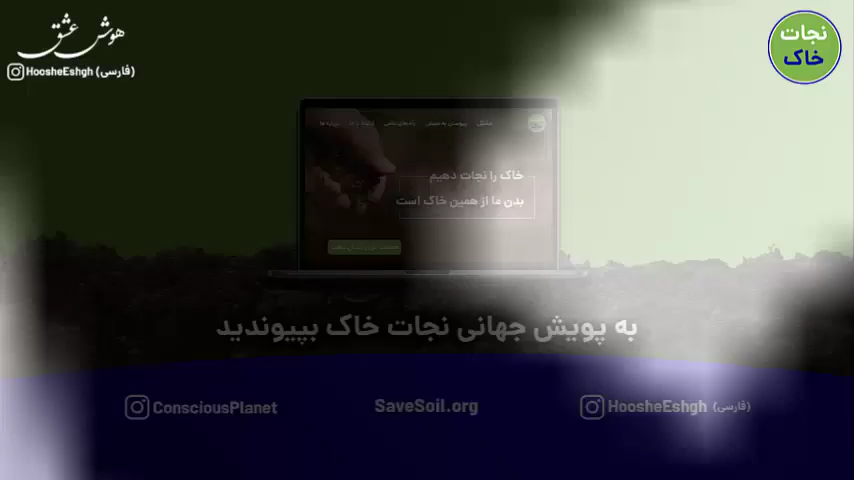 هوش عشق
HoosheEshgh (فارسی)
نجات
خاک
خاک را نجات دهیم
بدن ما از همین خاک است
به پویش جهانی نجات خاک بپیوندید
ConsciousPlanet
SaveSoil.org
HoosheEshgh (فارسی)